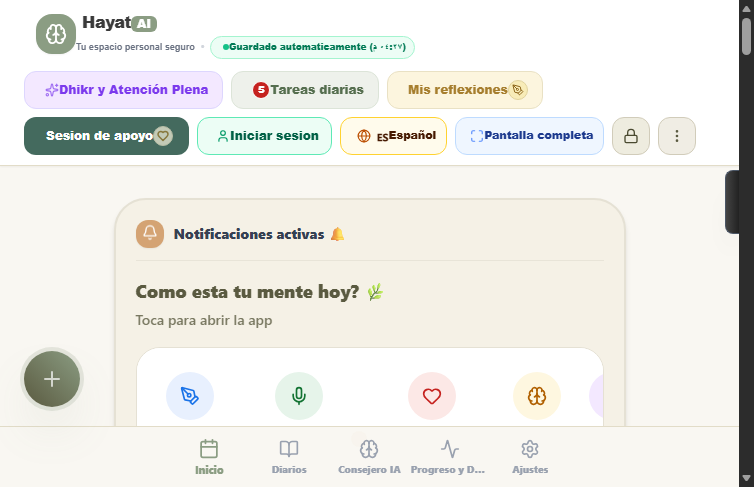 Hayat AI
Tu espacio personal seguro • Guardado automaticamente (٠٤:٢٧ م)
Dhikr y Atención Plena
5 Tareas diarias
Mis reflexiones
Sesion de apoyo
Iniciar sesion
ES Español
Pantalla completa
Notificaciones activas 🔔
Como esta tu mente hoy? 🌿
Toca para abrir la app
Inicio
Diarios
Consejero IA
Progreso y D...
Ajustes